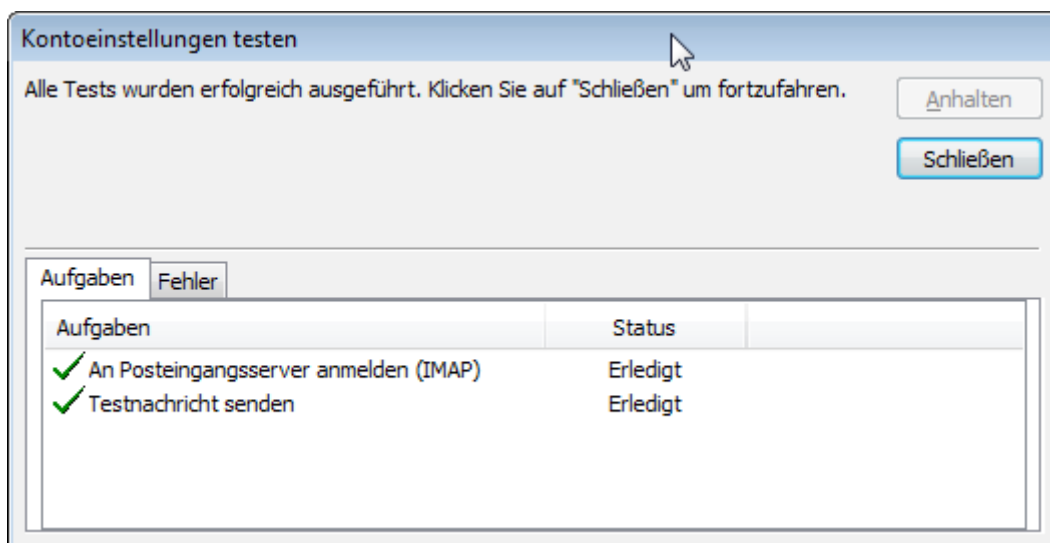 Kontoeinstellungen testen
Alle Tests wurden erfolgreich ausgeführt. Klicken Sie auf "Schließen" um fortzufahren.
Anhalten
Schließen
Aufgaben Fehler
Aufgaben Status
An Posteingangsserver anmelden (IMAP) Erledigt
Testnachricht senden Erledigt